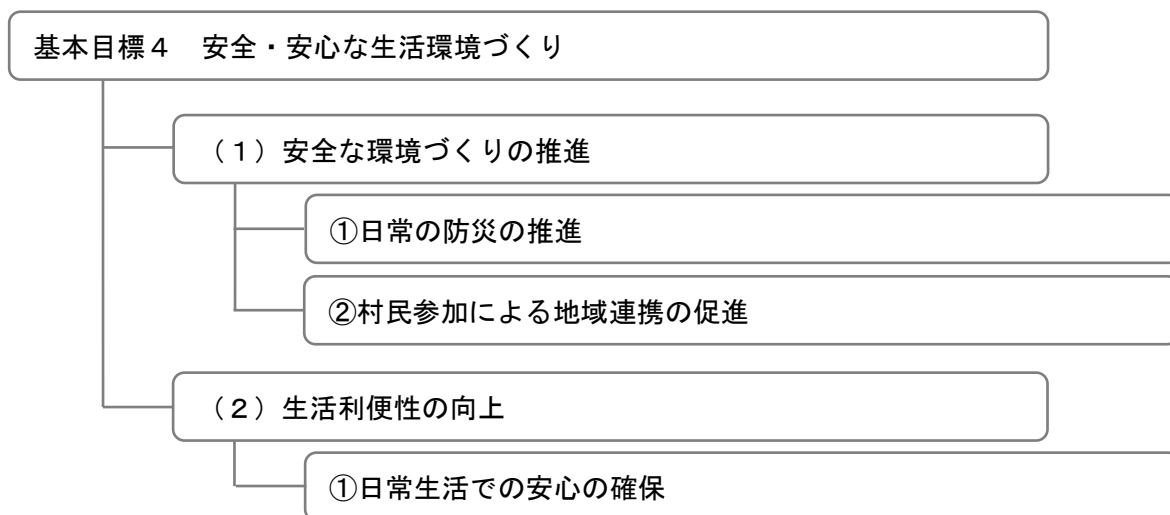 基本目標４　安全・安心な生活環境づくり
（１）安全な環境づくりの推進
①日常の防災の推進
②村民参加による地域連携の促進
（２）生活利便性の向上
①日常生活での安心の確保